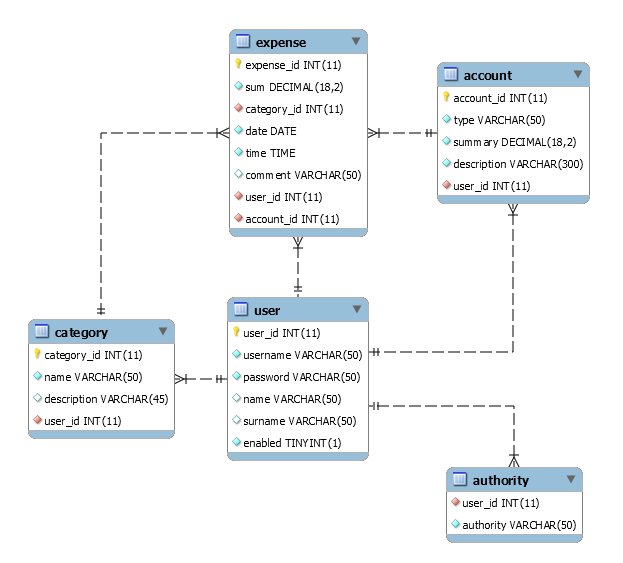 expense
expense_id INT(11)
sum DECIMAL(18,2)
category_id INT(11)
date DATE
time TIME
comment VARCHAR(50)
user_id INT(11)
account_id INT(11)
account
account_id INT(11)
type VARCHAR(50)
summary DECIMAL(18,2)
description VARCHAR(300)
user_id INT(11)
category
category_id INT(11)
name VARCHAR(50)
description VARCHAR(45)
user_id INT(11)
user
user_id INT(11)
username VARCHAR(50)
password VARCHAR(50)
name VARCHAR(50)
surname VARCHAR(50)
enabled TINYINT(1)
authority
user_id INT(11)
authority VARCHAR(50)